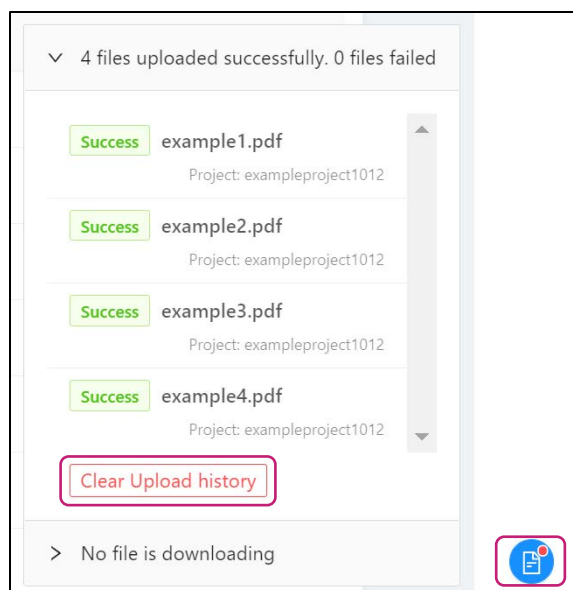 4 files uploaded successfully. 0 files failed
Success example1.pdf
Project: exampleproject1012
Success example2.pdf
Project: exampleproject1012
Success example3.pdf
Project: exampleproject1012
Success example4.pdf
Project: exampleproject1012
Clear Upload history
No file is downloading